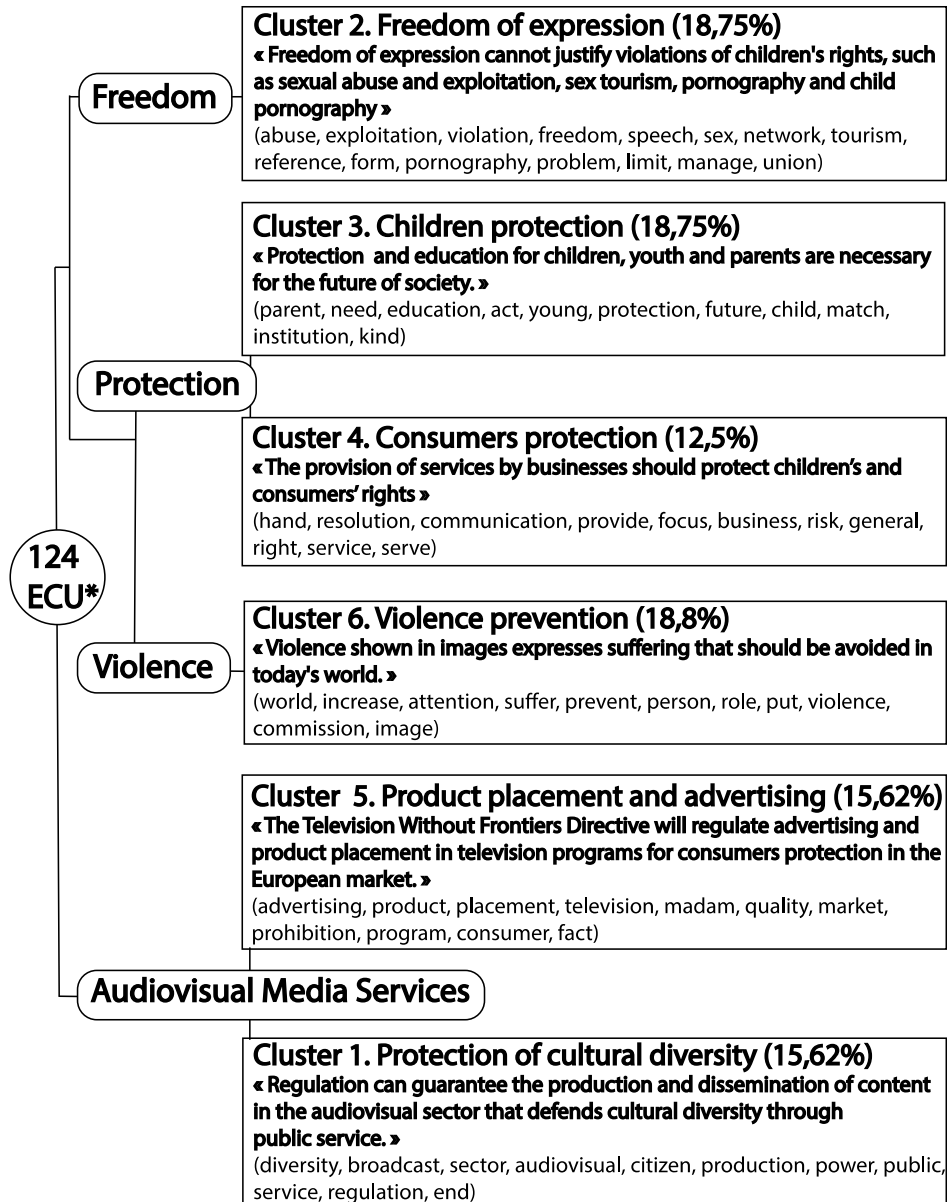 Cluster 2. Freedom of expression (18,75%)
« Freedom of expression cannot justify violations of children's rights, such
as sexual abuse and exploitation, sex tourism, pornography and child
pornography »
(abuse, exploitation, violation, freedom, speech, sex, network, tourism,
reference, form, pornography, problem, limit, manage, union)
Freedom
Cluster 3. Children protection (18,75%)
« Protection and education for children, youth and parents are necessary
for the future of society. »
(parent, need, education, act, young, protection, future, child, match,
institution, kind)
Protection
Cluster 4. Consumers protection (12,5%)
« The provision of services by businesses should protect children’s and
consumers’ rights »
(hand, resolution, communication, provide, focus, business, risk, general,
right, service, serve)
124
ECU*
Cluster 6. Violence prevention (18,8%)
« Violence shown in images expresses suffering that should be avoided in
today's world. »
(world, increase, attention, suffer, prevent, person, role, put, violence,
commission, image)
Violence
Cluster 5. Product placement and advertising (15,62%)
« The Television Without Frontiers Directive will regulate advertising and
product placement in television programs for consumers protection in the
European market. »
(advertising, product, placement, television, madam, quality, market,
prohibition, program, consumer, fact)
Audiovisual Media Services
Cluster 1. Protection of cultural diversity (15,62%)
« Regulation can guarantee the production and dissemination of content
in the audiovisual sector that defends cultural diversity through
public service. »
(diversity, broadcast, sector, audiovisual, citizen, production, power, public,
service, regulation, end)